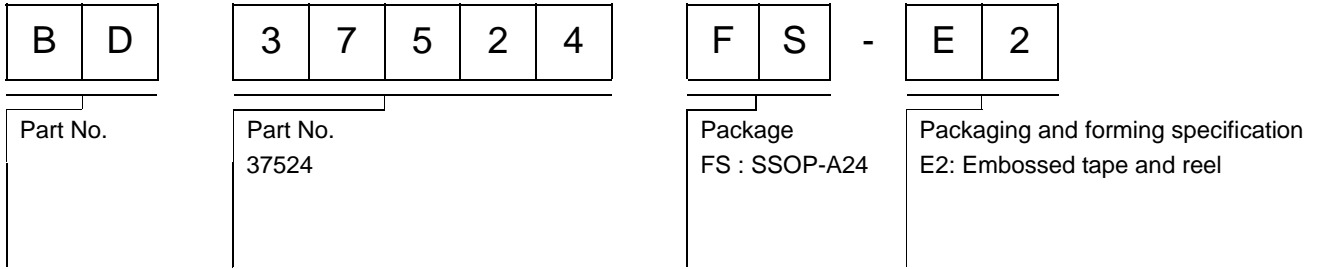 B D 3 7 5 2 4 F S - E 2
Part No.
Part No.
37524
Package
FS : SSOP-A24
Packaging and forming specification
E2: Embossed tape and reel